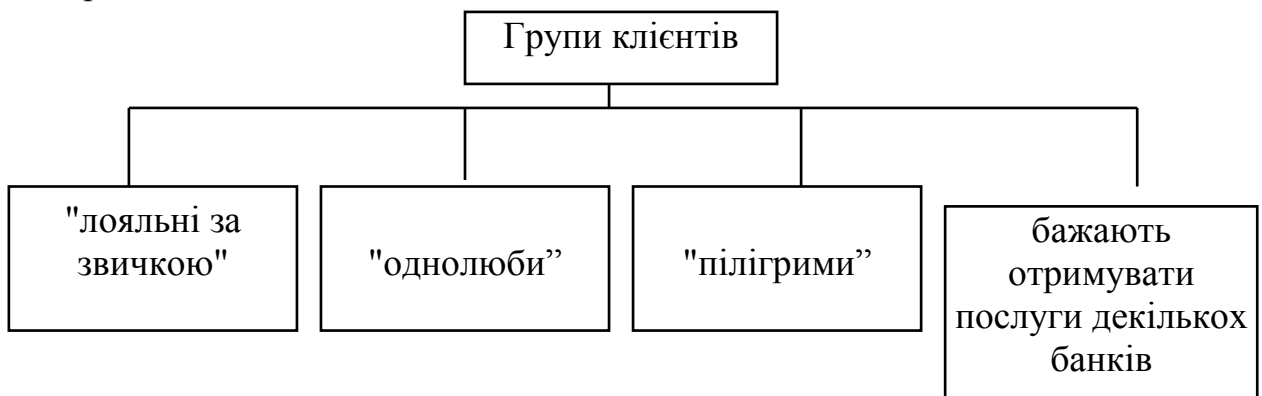 Групи клієнтів
"лояльні за
звичкою"
"однолюби”
"пілігрими”
бажають
отримувати
послуги декількох
банків